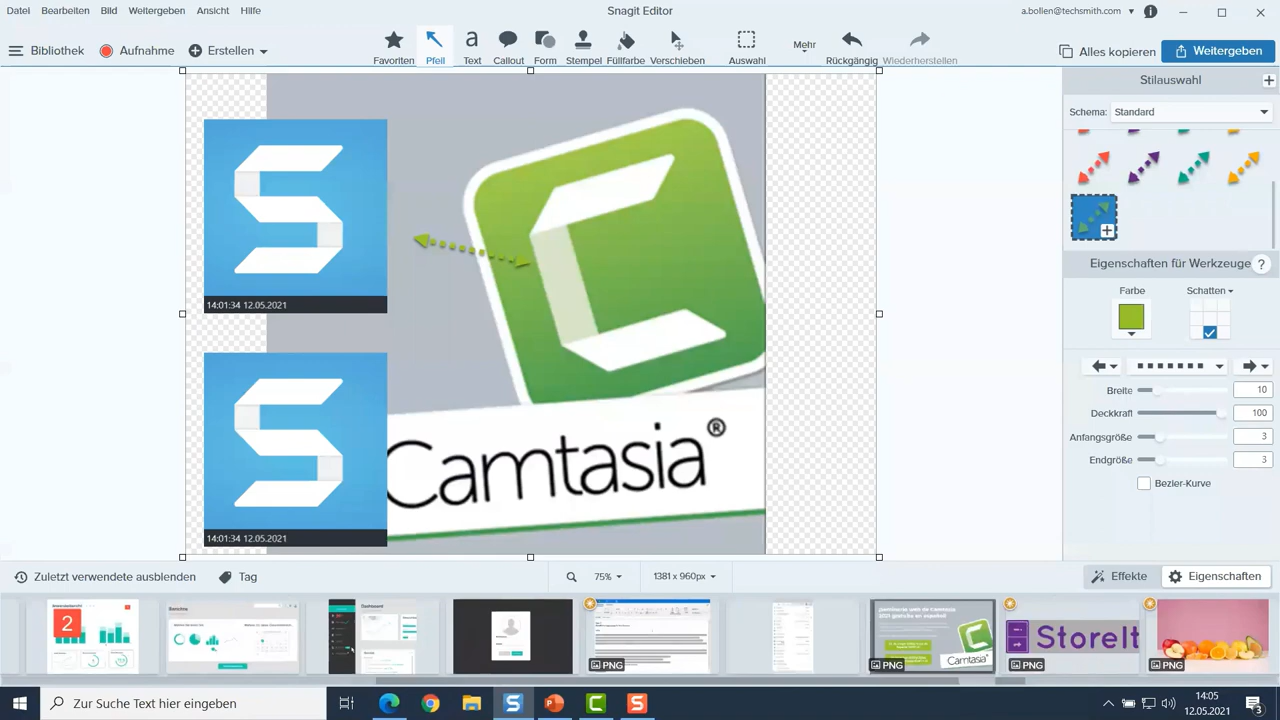 Datei Bearbeiten Bild Weitergeben Ansicht Hilfe
Snagit Editor
a.bollen@techsmith.com
Bibliothek
Aufnahme
Erstellen
Favoriten
Pfeil
Text
Callout
Form
Stempel
Füllfarbe
Verschieben
Auswahl
Mehr
Rückgängig
Wiederherstellen
Alles kopieren
Weitergeben
14:01:34 12.05.2021
14:01:34 12.05.2021
Camtasia®
Stilauswahl
Schema: Standard
Eigenschaften für Werkzeuge ?
Farbe
Schatten
Breite 10
Deckkraft 100
Anfangsgröße 3
Endgröße 3
Bezier-Kurve
Zuletzt verwendete ausblenden
Tag
75%
1381 x 960px
Effekte
Eigenschaften
2
Dashboard
PNG
Camtasia
PNG
StoreIt
PNG
PNG
Zur Suche Text hier eingeben
14:05
12.05.2021
3